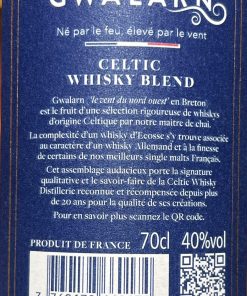 GWALARN
Né par le feu, élevé par le vent
CELTIC
WHISKY BLEND
Gwalarn "le vent du nord ouest" en Breton
est le fruit d'une sélection rigoureuse de whiskys
d'origine Celtique par notre maitre de chai.
La complexité d'un whisky d'Ecosse s'y trouve associée
au caractère d'un whisky Allemand et à la finesse
de certains de nos meilleurs single malts Français.
Cet assemblage audacieux porte la signature
qualitative et le savoir-faire de la Celtic Whisky
Distillerie reconnue et récompensée depuis plus
de 20 ans pour la qualité de ses créations.
Pour en savoir plus scannez le QR code.
PRODUIT DE FRANCE 70cl 40%vol